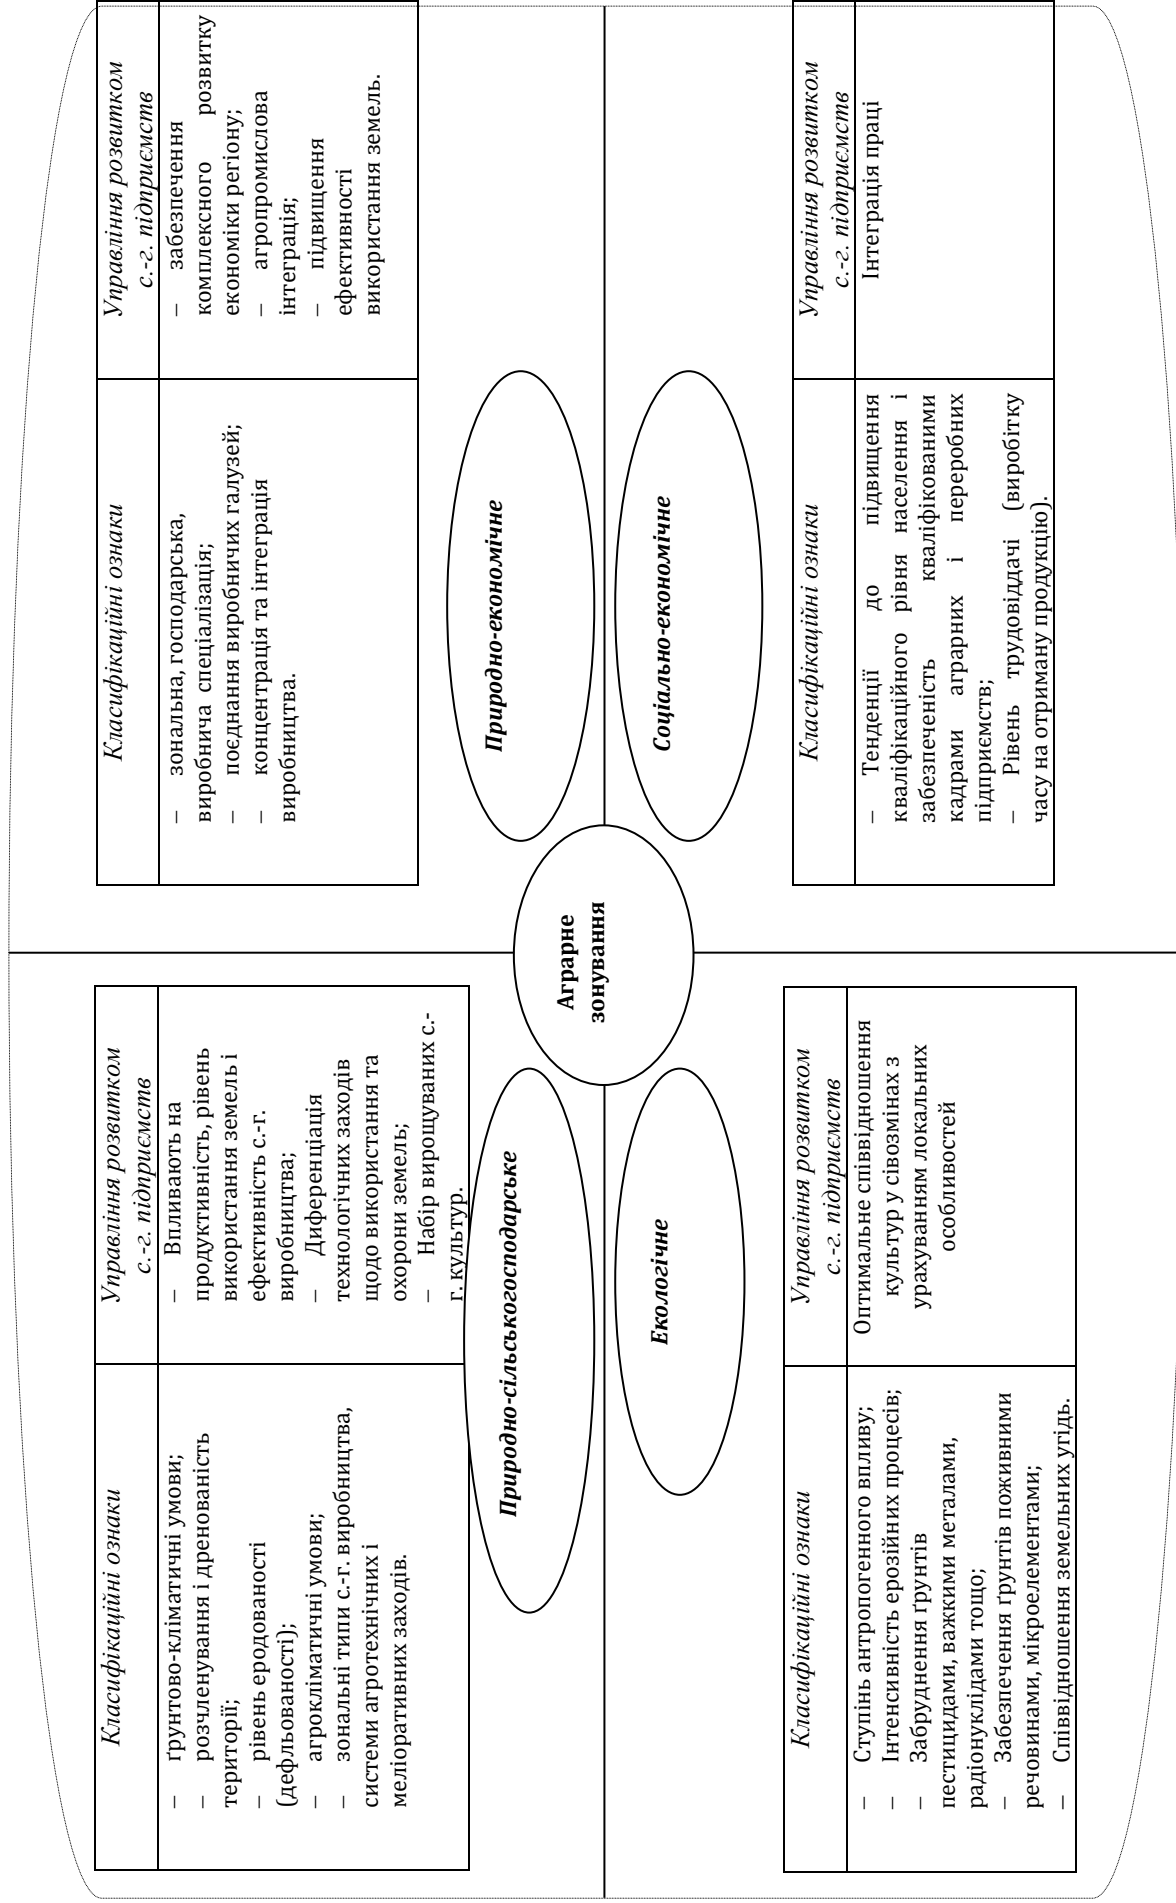 Класифікаційні ознаки
Управління розвитком
с.-г. підприємств
– ґрунтово-кліматичні умови;
– розчленування і дренованість
території;
– рівень еродованості
(дефльованості);
– агрокліматичні умови;
– зональні типи с.-г. виробництва,
системи агротехнічних і
меліоративних заходів.
– Впливають на
продуктивність, рівень
використання земель і
ефективність с.-г.
виробництва;
– Диференціація
технологічних заходів
щодо використання та
охорони земель;
– Набір вирощуваних с.-
г. культур.
Класифікаційні ознаки
Управління розвитком
с.-г. підприємств
– зональна, господарська,
виробнича спеціалізація;
– поєднання виробничих галузей;
– концентрація та інтеграція
виробництва.
– забезпечення
комплексного розвитку
економіки регіону;
– агропромислова
інтеграція;
– підвищення
ефективності
використання земель.
Природно-сільськогосподарське
Природно-економічне
Аграрне
зонування
Екологічне
Соціально-економічне
Класифікаційні ознаки
Управління розвитком
с.-г. підприємств
– Ступінь антропогенного впливу;
– Інтенсивність ерозійних процесів;
– Забруднення ґрунтів
пестицидами, важкими металами,
радіонуклідами тощо;
– Забезпечення ґрунтів поживними
речовинами, мікроелементами;
– Співвідношення земельних угідь.
Оптимальне співвідношення
культур у сівозмінах з
урахуванням локальних
особливостей
Класифікаційні ознаки
Управління розвитком
с.-г. підприємств
– Тенденції до підвищення
кваліфікаційного рівня населення і
забезпеченість кваліфікованими
кадрами аграрних і переробних
підприємств;
– Рівень трудовіддачі (виробітку
часу на отриману продукцію).
Інтеграція праці